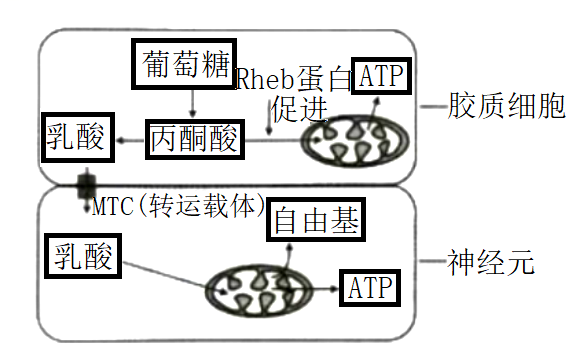 葡萄糖
Rheb蛋白
促进
ATP
胶质细胞
乳酸
丙酮酸
MTC(转运载体)
自由基
乳酸
神经元
ATP